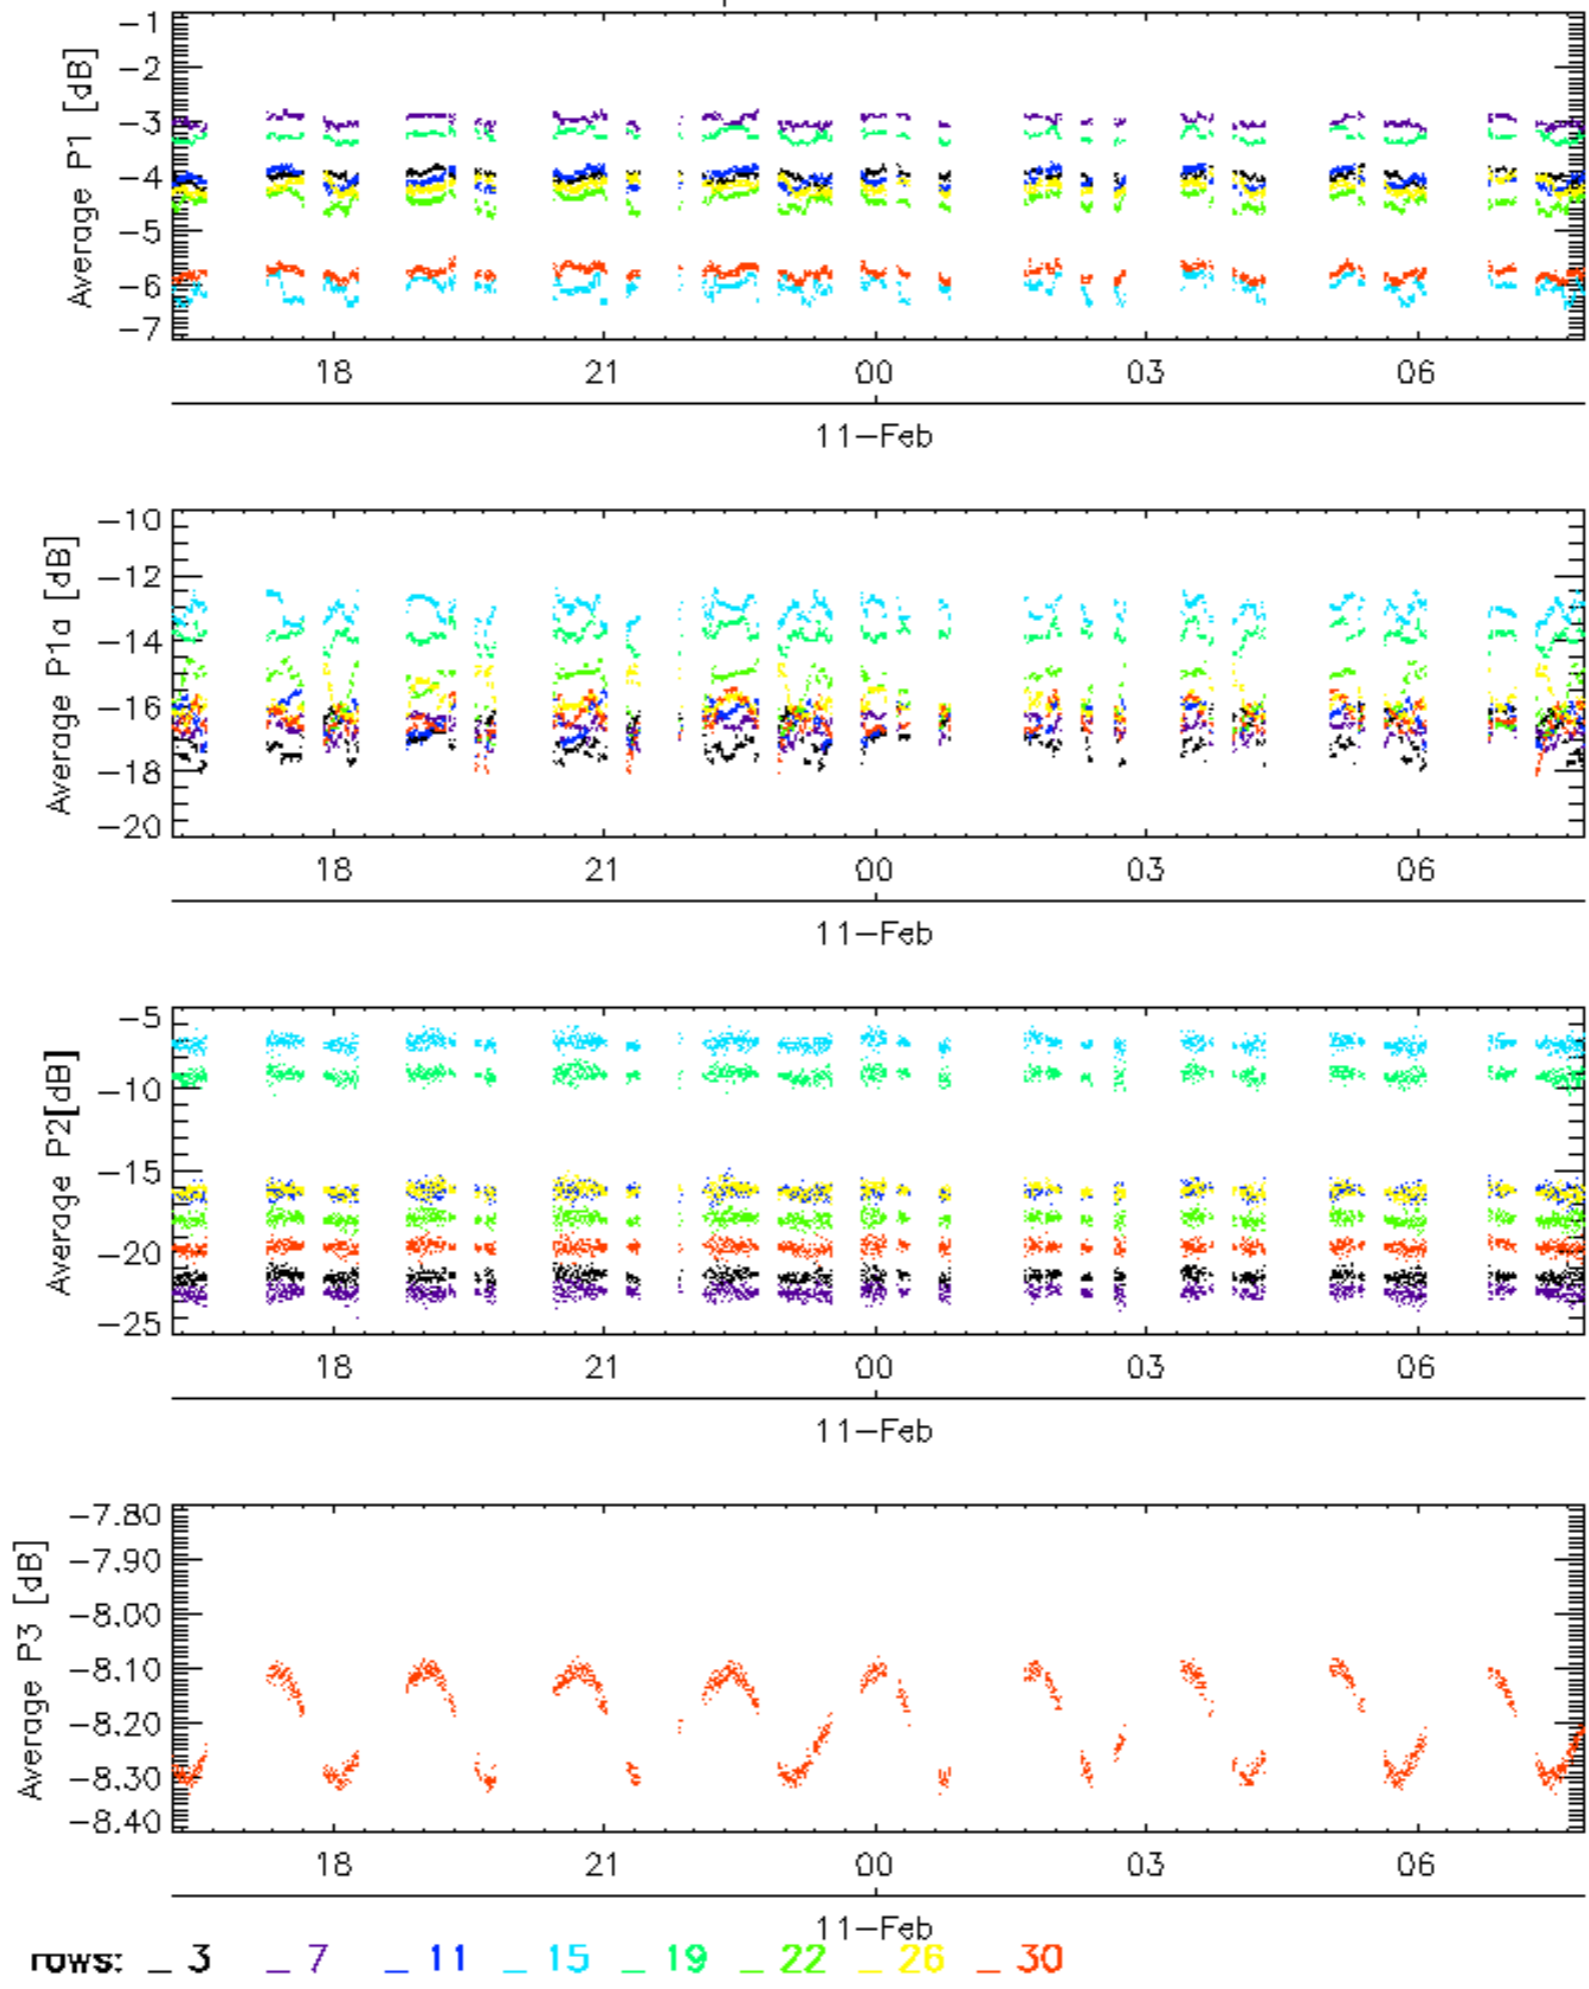 Average P1 [dB]
-1
-2
-3
-4
-5
-6
-7
18 21 00 03 06
11-Feb
Average P1a [dB]
-10
-12
-14
-16
-18
-20
18 21 00 03 06
11-Feb
Average P2[dB]
-5
-10
-15
-20
-25
18 21 00 03 06
11-Feb
Average P3 [dB]
-7.80
-7.90
-8.00
-8.10
-8.20
-8.30
-8.40
18 21 00 03 06
11-Feb
rows: _ 3 _ 7 _ 11 _ 15 _ 19 _ 22 _ 26 _ 30